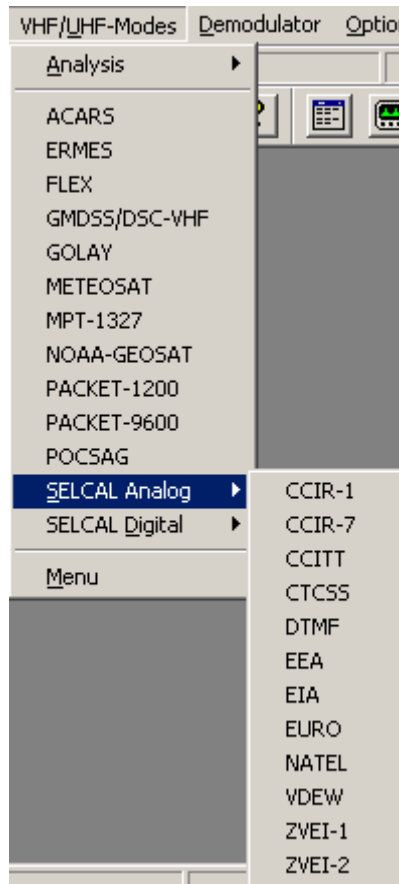 VHF/UHF-Modes Demodulator Optio
Analysis
ACARS
ERMES
FLEX
GMDSS/DSC-VHF
GOLAY
METEOSAT
MPT-1327
NOAA-GEOSAT
PACKET-1200
PACKET-9600
POCSAG
SELCAL Analog
SELCAL Digital
Menu
CCIR-1
CCIR-7
CCITT
CTCSS
DTMF
EEA
EIA
EURO
NATEL
VDEW
ZVEI-1
ZVEI-2